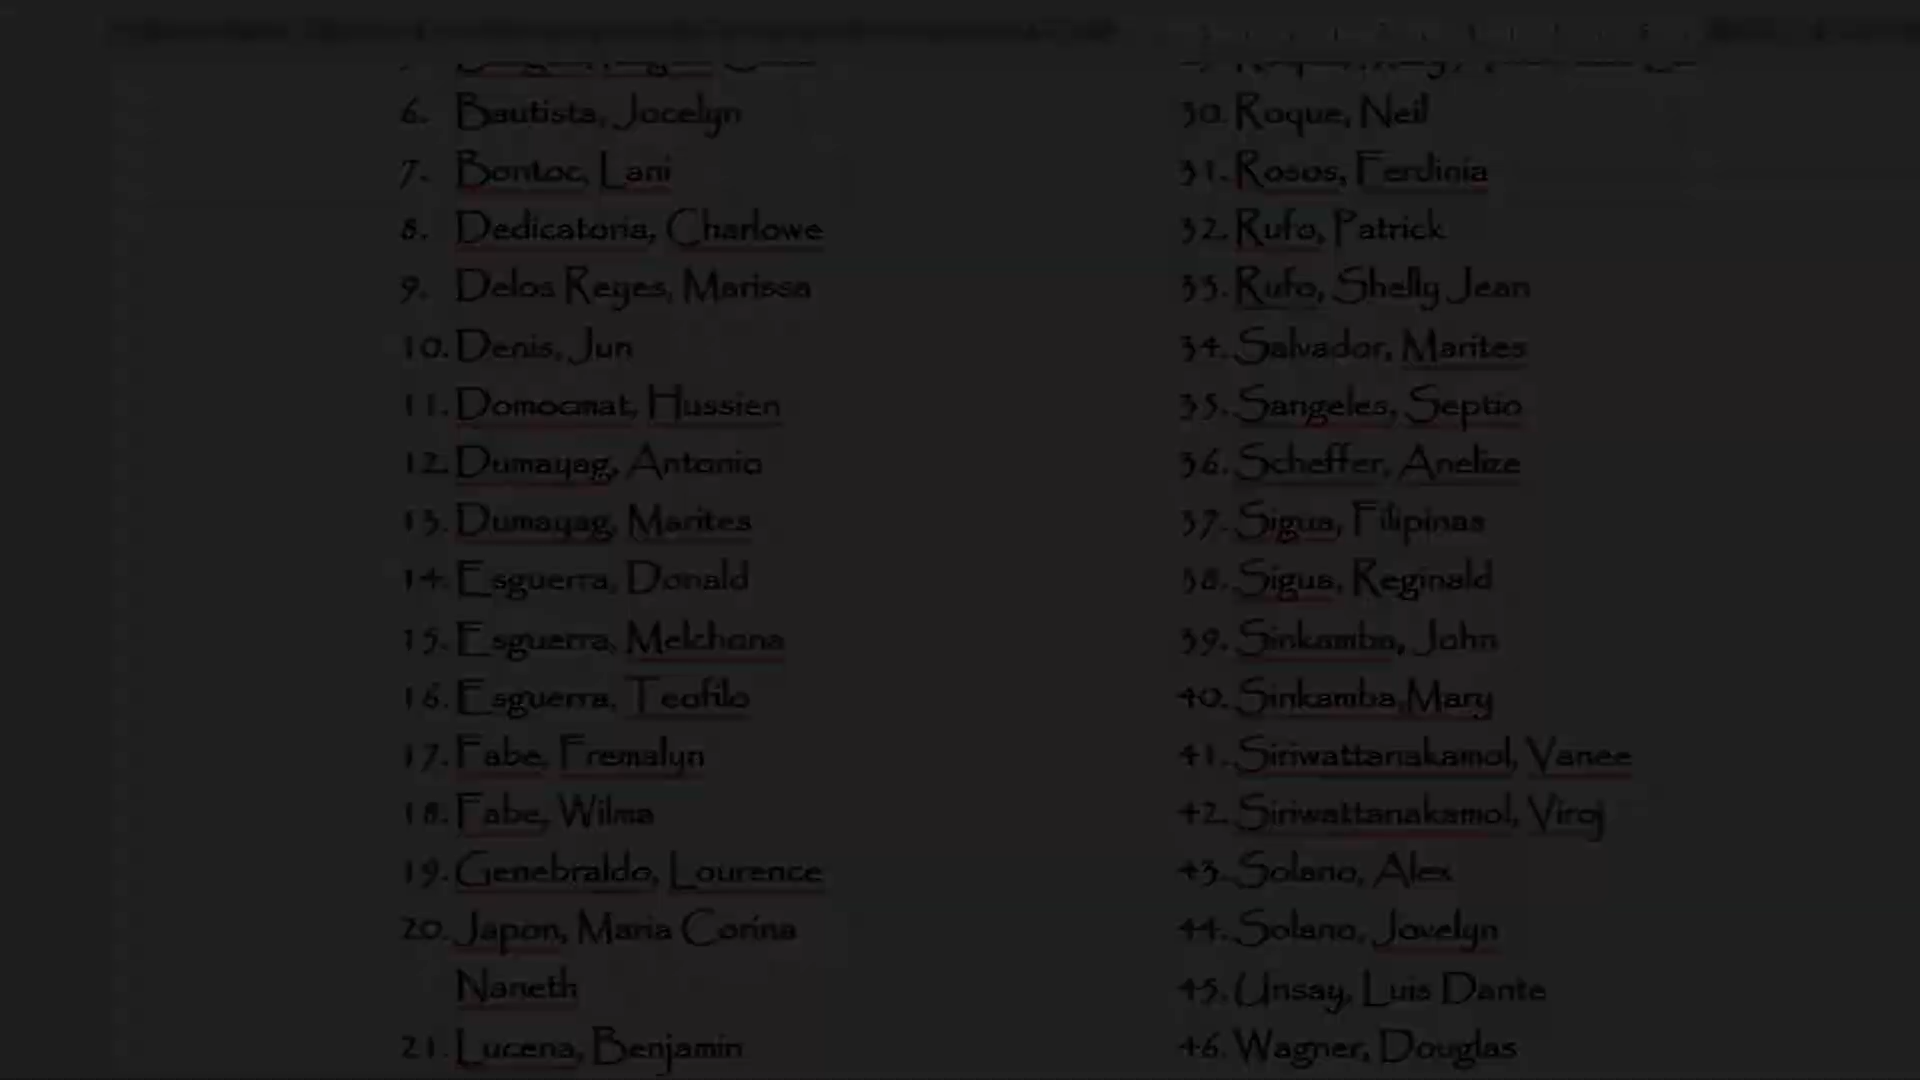 6. Bautista, Jocelyn
7. Bontoc, Lani
8. Dedicatoria, Charlowe
9. Delos Reyes, Marissa
10. Denis, Jun
11. Domocmat, Hussien
12. Dumayag, Antonio
13. Dumayag, Marites
14. Esguerra, Donald
15. Esguerra, Melchona
16. Esguerra, Teofilo
17. Fabe, Fremalyn
18. Fabe, Wilma
19. Genebraldo, Lourence
20. Japon, Maria Corina
Naneth
21. Lucena, Benjamin
30. Roque, Neil
31. Rosos, Ferdinia
32. Rufo, Patrick
33. Rufo, Shelly Jean
34. Salvador, Marites
35. Sangeles, Septio
36. Scheffer, Anelize
37. Sigua, Filipinas
38. Sigua, Reginald
39. Sinkamba, John
40. Sinkamba,Mary
41. Siriwattanakamol, Vanee
42. Siriwattanakamol, Viroj
43. Solano, Alex
44. Solano, Jovelyn
45. Unsay, Luis Dante
46. Wagner, Douglas